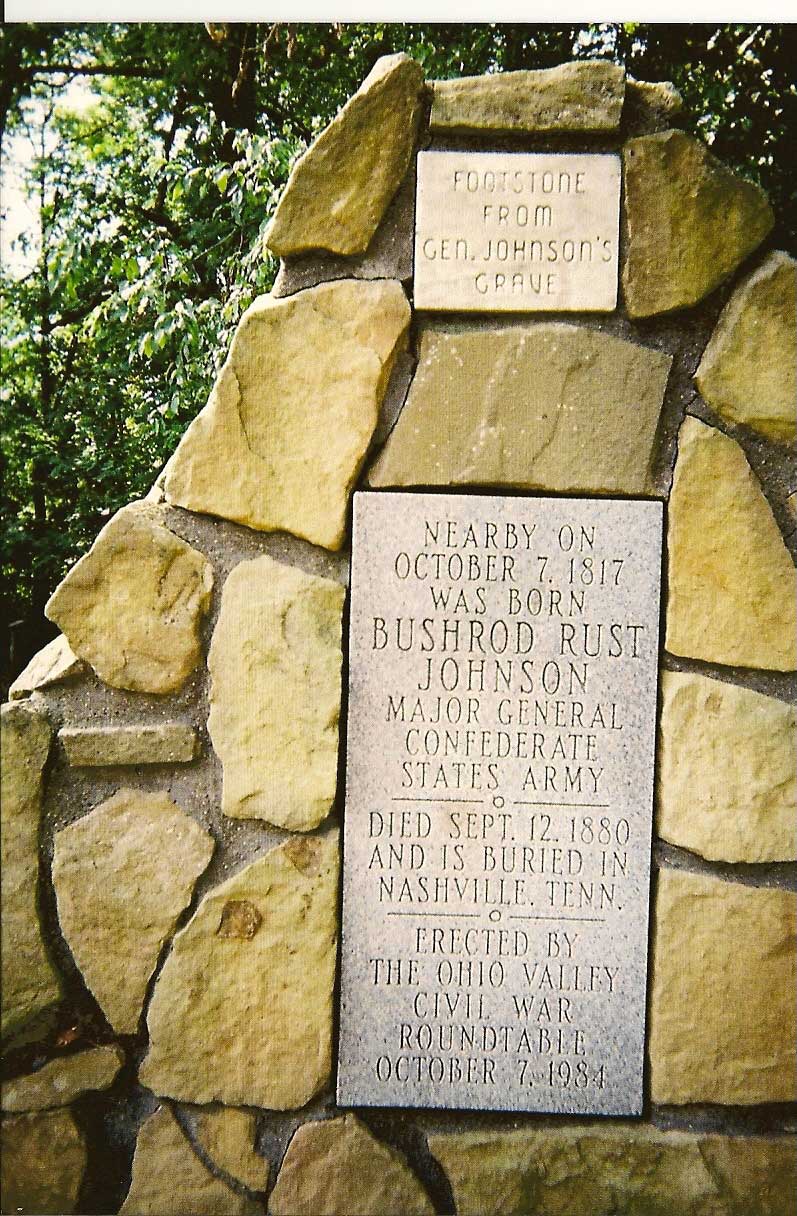 FOOTSTONE
FROM
GEN. JOHNSON'S
GRAVE
NEARBY ON
OCTOBER 7, 1817
WAS BORN
BUSHROD RUST
JOHNSON
MAJOR GENERAL
CONFEDERATE
STATES ARMY
DIED SEPT. 12, 1880
AND IS BURIED IN
NASHVILLE, TENN.
ERECTED BY
THE OHIO VALLEY
CIVIL WAR
ROUNDTABLE
OCTOBER 7, 1984